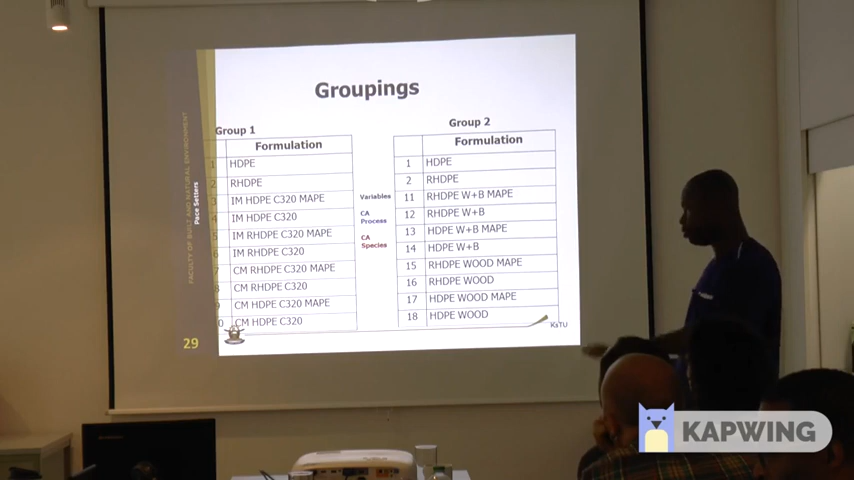 Groupings
Group 1
Formulation
1 HDPE
2 RHDPE
3 IM HDPE C320 MAPE
4 IM HDPE C320
5 IM RHDPE C320 MAPE
6 IM RHDPE C320
7 CM RHDPE C320 MAPE
8 CM RHDPE C320
9 CM HDPE C320 MAPE
0 CM HDPE C320
Variables
CA
Process
CA
Species
Group 2
Formulation
1 HDPE
2 RHDPE
11 RHDPE W+B MAPE
12 RHDPE W+B
13 HDPE W+B MAPE
14 HDPE W+B
15 RHDPE WOOD MAPE
16 RHDPE WOOD
17 HDPE WOOD MAPE
18 HDPE WOOD
FACULTY OF BUILT AND NATURAL ENVIRONMENT
Pace Setters
29
KsTU
KAPWING